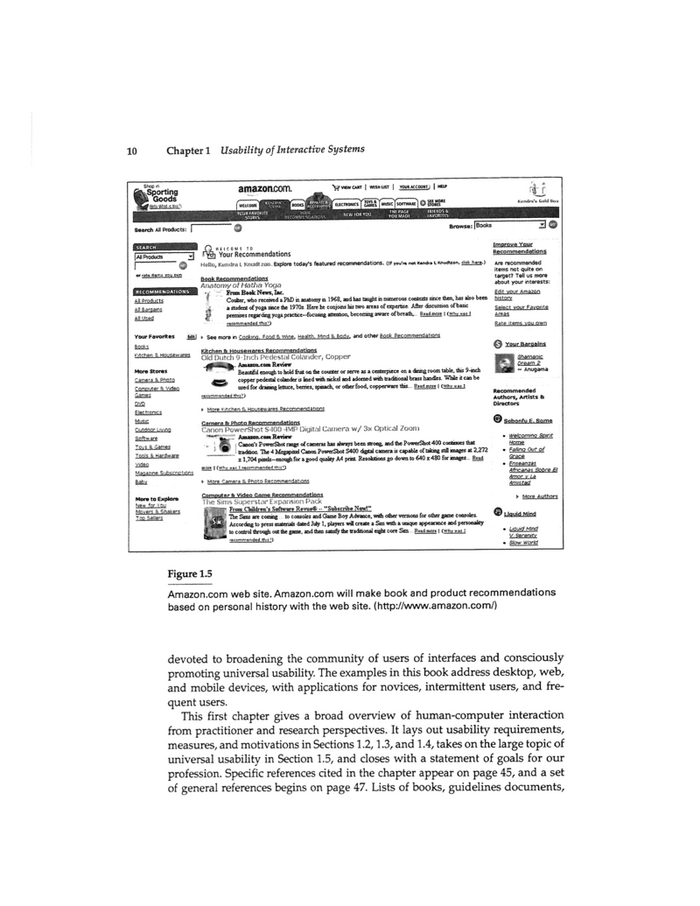 10 Chapter 1 Usability of Interactive Systems
Shop in
Sporting
Goods
amazon.com.
VIEW CART | WISH LIST | YOUR ACCOUNT | HELP
Kendra's Gold Box
WELCOME
BOOKS
ELECTRONICS
TOYS & GAMES
MUSIC
SOFTWARE
SEE MORE STORES
YOUR FAVORITE STORES
NEW FOR YOU
THE PAGE YOU MADE
FRIENDS & FAVORITES
Search All Products:
Browse: Books
SEARCH
All Products
RECOMMENDATIONS
All Products
All Bargains
All Used
Your Favorites Edit
Books
Kitchen & Housewares
More Stores
Camera & Photo
Computer & Video
Games
DVD
Electronics
Music
Outdoor Living
Software
Toys & Games
Tools & Hardware
Video
Magazine Subscriptions
Baby
More to Explore
New for You
Movers & Shakers
Top Sellers
WELCOME TO
Your Recommendations
Hello, Kendra L Knudtzon. Explore today's featured recommendations. (If you're not Kendra L Knudtzon, click here.)
Book Recommendations
Anatomy of Hatha Yoga
From Book News, Inc.
Coulter, who received a PhD in anatomy in 1968, and has taught in numerous contexts since then, has also been
a student of yoga since the 1970s. Here he conjoins his two areas of expertise. After discussion of basic
premises regarding yoga practice--focusing attention, becoming aware of breath,... Read more | (Why was I
recommended this?)
See more in Cooking, Food & Wine, Health, Mind & Body, and other Book Recommendations
Kitchen & Housewares Recommendations
Old Dutch 9-Inch Pedestal Colander, Copper
Amazon.com Review
Beautiful enough to hold fruit on the counter or serve as a centerpiece on a dining room table, this 9-inch
copper pedestal colander is lined with nickel and adorned with traditional brass handles. While it can be
used for draining lettuce, berries, spinach, or other food, copperware this... Read more | (Why was I
recommended this?)
More Kitchen & Housewares Recommendations
Camera & Photo Recommendations
Canon PowerShot S400 4MP Digital Camera w/ 3x Optical Zoom
Amazon.com Review
Canon's PowerShot range of cameras has always been strong, and the PowerShot 400 continues that
tradition. The 4 Megapixel Canon PowerShot S400 digital camera is capable of taking still images at 2,272
x 1,704 pixels--enough for a good quality A4 print. Resolutions go down to 640 x 480 for images... Read
more | (Why was I recommended this?)
More Camera & Photo Recommendations
Computer & Video Game Recommendations
The Sims Superstar Expansion Pack
From Children's Software Revue® -- "Subscribe Now!"
The Sims are coming... to consoles and Game Boy Advance, with other versions for other game consoles.
According to press materials dated July 1, players will create a Sim with a unique appearance and personality
to control through out the game, and then satisfy the traditional eight core Sim... Read more | (Why was I
recommended this?)
Improve Your
Recommendations
Are recommended
items not quite on
target? Tell us more
about your interests:
Edit your Amazon
history
Select your Favorite
Areas
Rate items you own
Your Bargains
Shamanic
Dream 2
~ Anugama
Recommended
Authors, Artists &
Directors
Sobonfu E. Some
Welcoming Spirit
Home
Falling Out of
Grace
Ensenanzas
Africanas Sobre El
Amor y La
Amistad
More Authors
Liquid Mind
Liquid Mind
V: Serenity
Slow World
Figure 1.5
Amazon.com web site. Amazon.com will make book and product recommendations
based on personal history with the web site. (http://www.amazon.com/)
devoted to broadening the community of users of interfaces and consciously
promoting universal usability. The examples in this book address desktop, web,
and mobile devices, with applications for novices, intermittent users, and fre-
quent users.
This first chapter gives a broad overview of human-computer interaction
from practitioner and research perspectives. It lays out usability requirements,
measures, and motivations in Sections 1.2, 1.3, and 1.4, takes on the large topic of
universal usability in Section 1.5, and closes with a statement of goals for our
profession. Specific references cited in the chapter appear on page 45, and a set
of general references begins on page 47. Lists of books, guidelines documents,